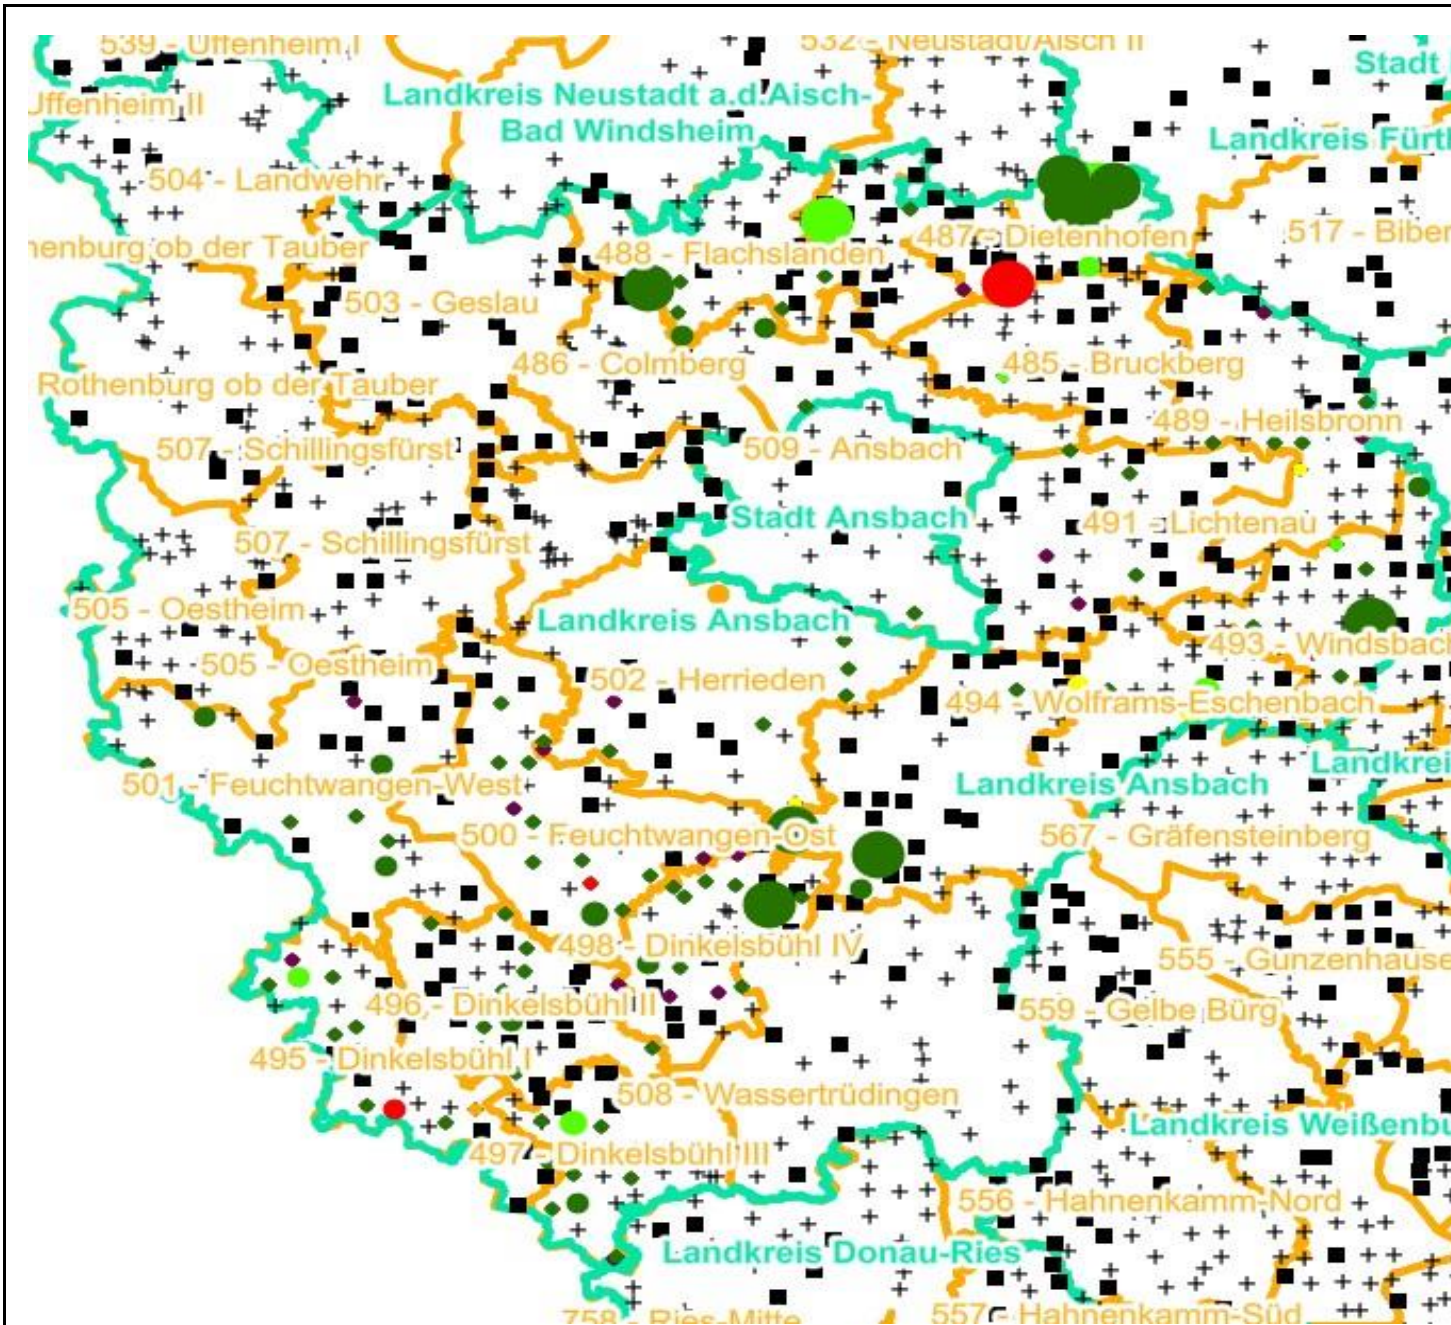 539 - Uffenheim I
532 - Neustadt/Aisch II
Stadt
Uffenheim II
Landkreis Neustadt a.d.Aisch-
Bad Windsheim
Landkreis Fürth
504 - Landwehr
henburg ob der Tauber
488 - Flachslanden
487 - Dietenhofen
517 - Biber
503 - Geslau
486 - Colmberg
485 - Bruckberg
Rothenburg ob der Tauber
489 - Heilsbronn
507 - Schillingsfürst
509 - Ansbach
Stadt Ansbach
491 - Lichtenau
507 - Schillingsfürst
505 - Oestheim
Landkreis Ansbach
493 - Windsbach
505 - Oestheim
502 - Herrieden
494 - Wolframs-Eschenbach
Landkrei
501 - Feuchtwangen-West
Landkreis Ansbach
500 - Feuchtwangen-Ost
567 - Gräfensteinberg
498 - Dinkelsbühl IV
555 - Gunzenhause
496 - Dinkelsbühl II
559 - Gelbe Bürg
495 - Dinkelsbühl I
508 - Wassertrüdingen
Landkreis Weißenbu
497 - Dinkelsbühl III
556 - Hahnenkamm-Nord
Landkreis Donau-Ries
758 - Ries-Mitte
557 - Hahnenkamm-Süd